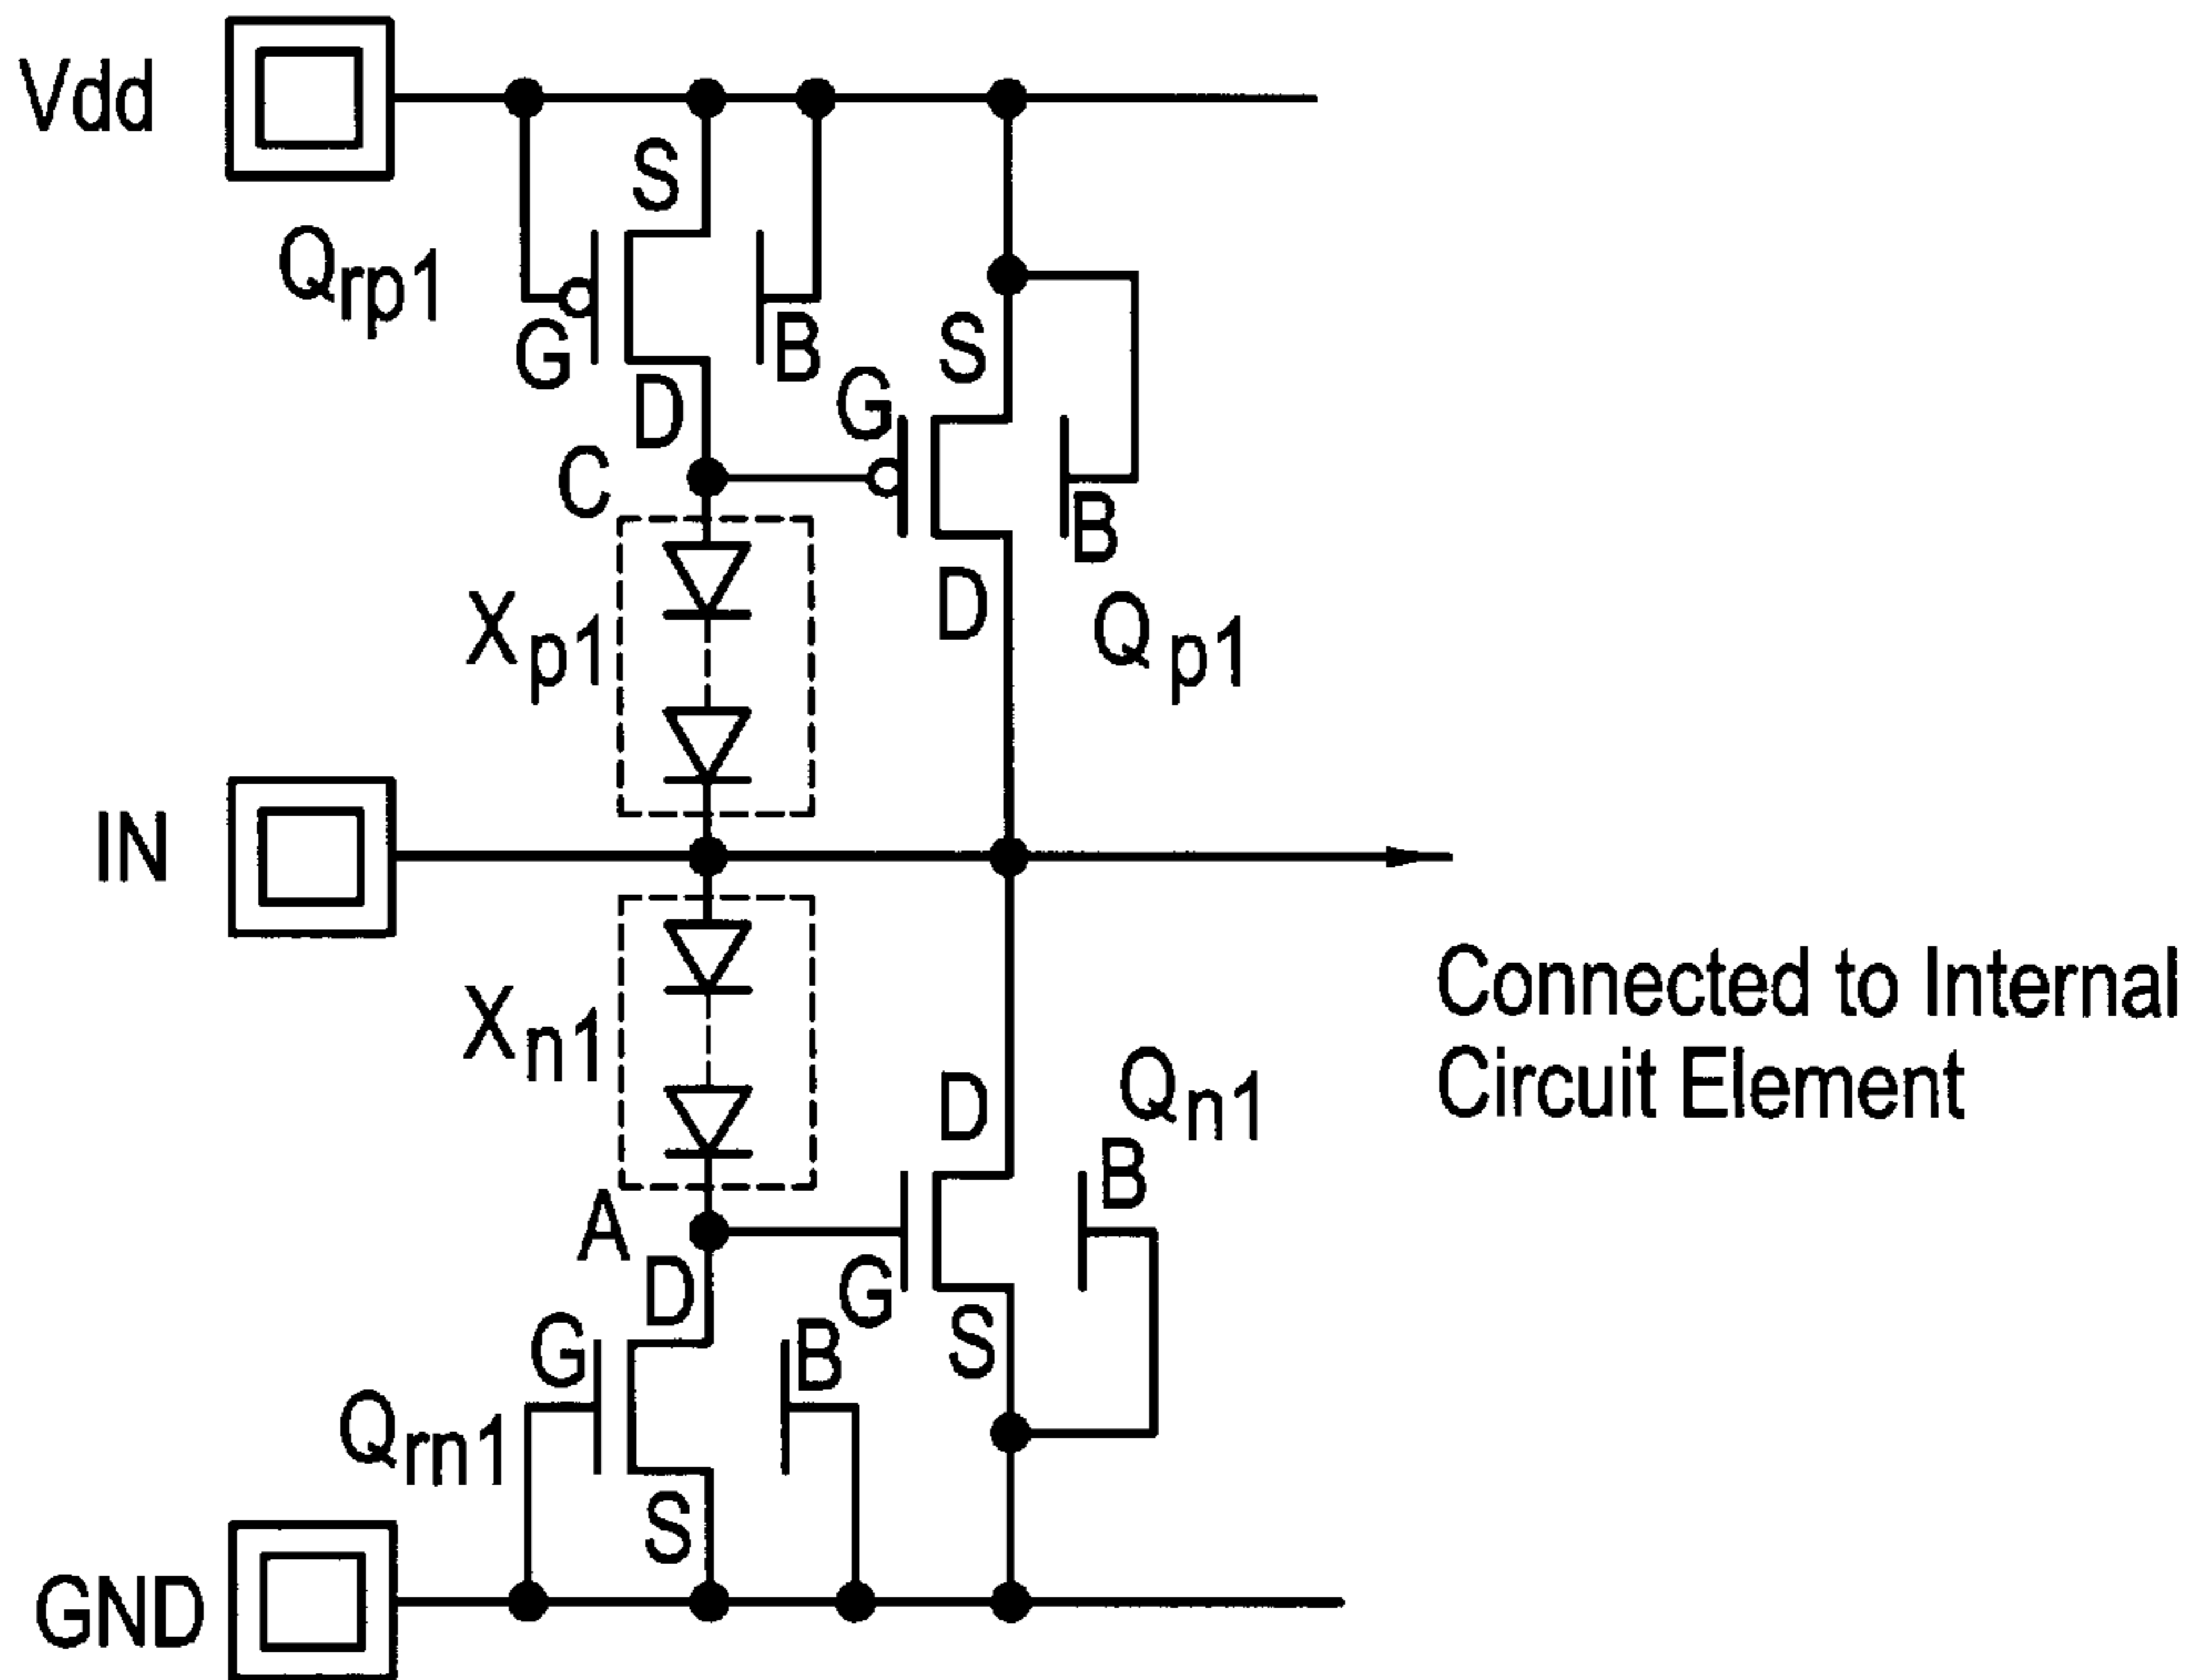 Vdd
S
Qrp1
G
B
D
S
G
C
B
D
Xp1
Qp1
IN
Connected to Internal
Circuit Element
Xn1
D
Qn1
B
A
D
G
G
B
S
Qrn1
S
GND